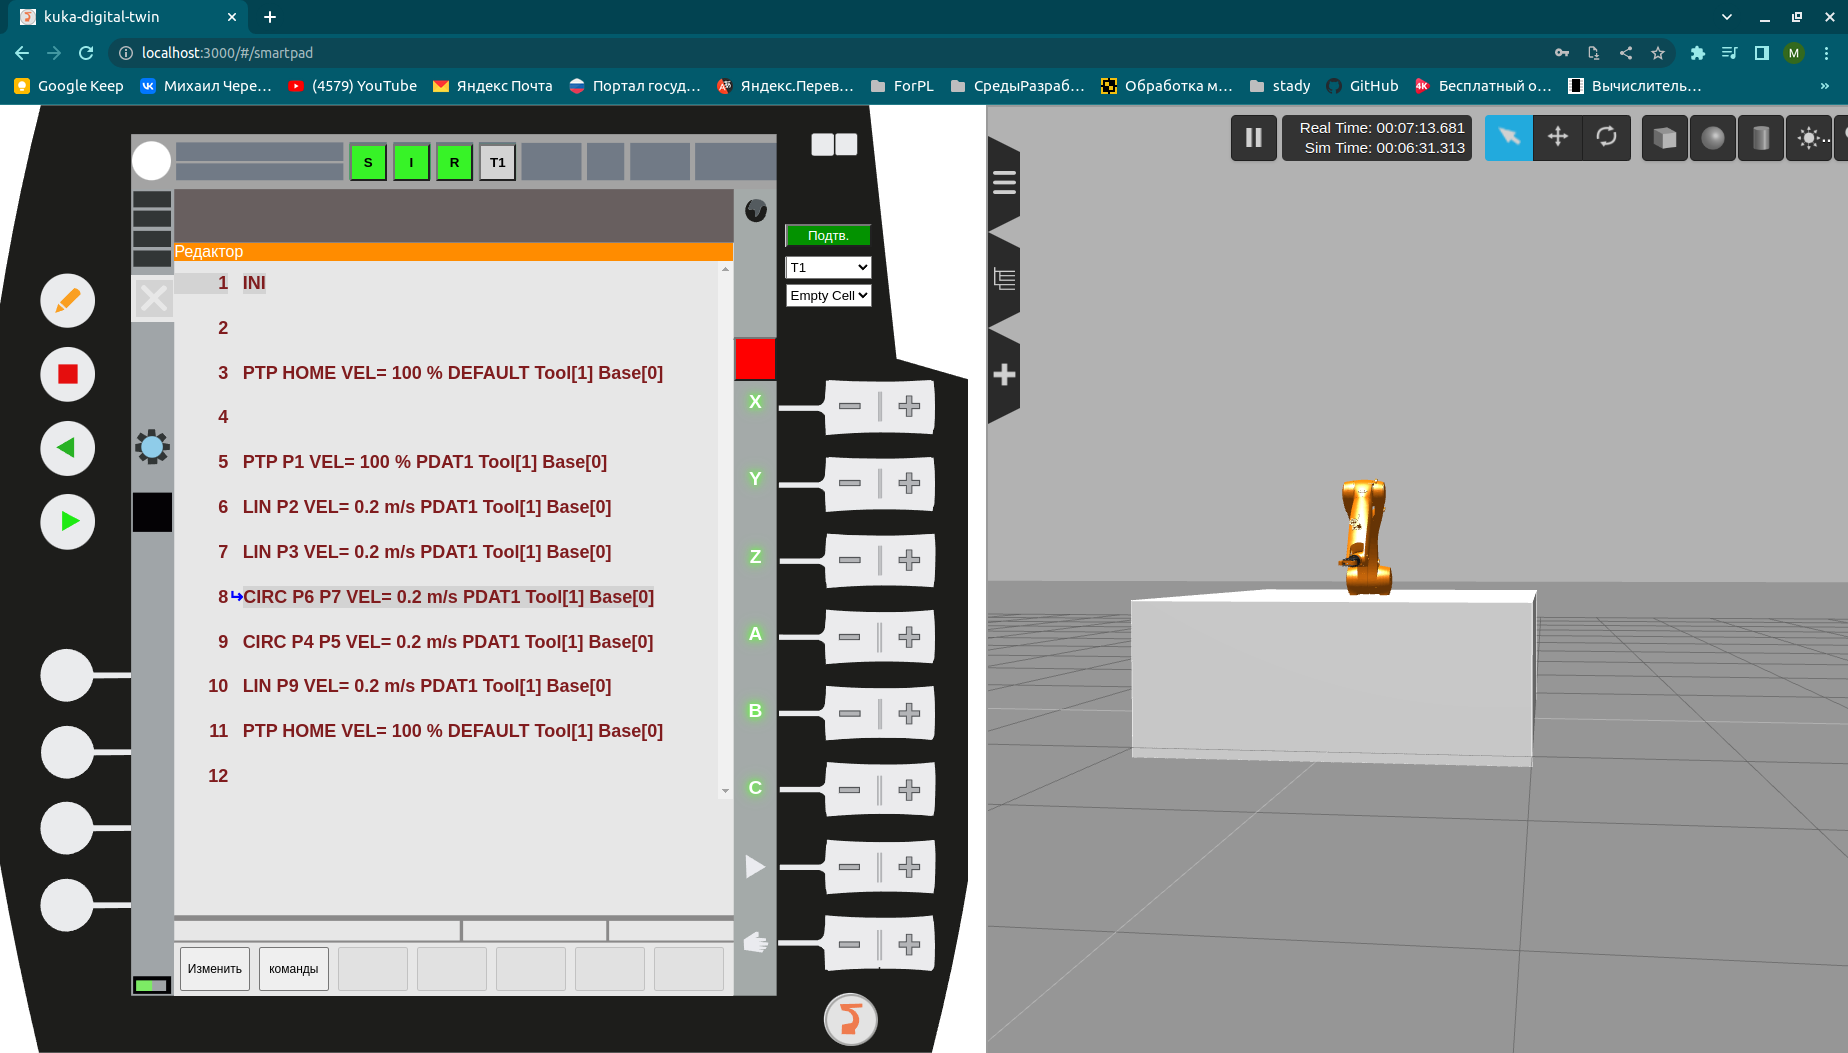 kuka-digital-twin
localhost:3000/#/smartpad
M
Google Keep
Михаил Чере...
(4579) YouTube
Яндекс Почта
Портал госуд...
Яндекс.Перев...
ForPL
СредыРазраб...
Обработка м...
stady
GitHub
4K
Бесплатный о...
Вычислитель...
S I R T1
Подтв.
T1
Empty Cell
Редактор
1 INI
2
3 PTP HOME VEL= 100 % DEFAULT Tool[1] Base[0]
4
5 PTP P1 VEL= 100 % PDAT1 Tool[1] Base[0]
6 LIN P2 VEL= 0.2 m/s PDAT1 Tool[1] Base[0]
7 LIN P3 VEL= 0.2 m/s PDAT1 Tool[1] Base[0]
8 CIRC P6 P7 VEL= 0.2 m/s PDAT1 Tool[1] Base[0]
9 CIRC P4 P5 VEL= 0.2 m/s PDAT1 Tool[1] Base[0]
10 LIN P9 VEL= 0.2 m/s PDAT1 Tool[1] Base[0]
11 PTP HOME VEL= 100 % DEFAULT Tool[1] Base[0]
12
X
Y
Z
A
B
C
Изменить
команды
Real Time: 00:07:13.681
Sim Time: 00:06:31.313